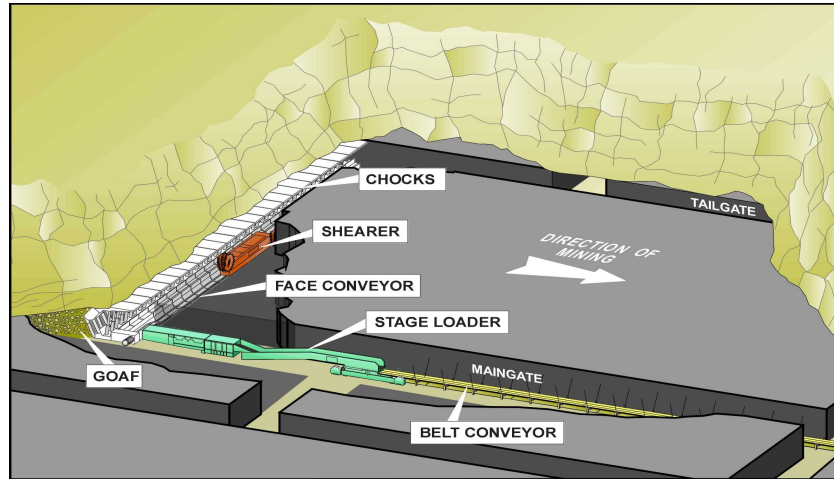 CHOCKS
TAILGATE
SHEARER
DIRECTION OF
MINING
FACE CONVEYOR
STAGE LOADER
GOAF
MAINGATE
BELT CONVEYOR